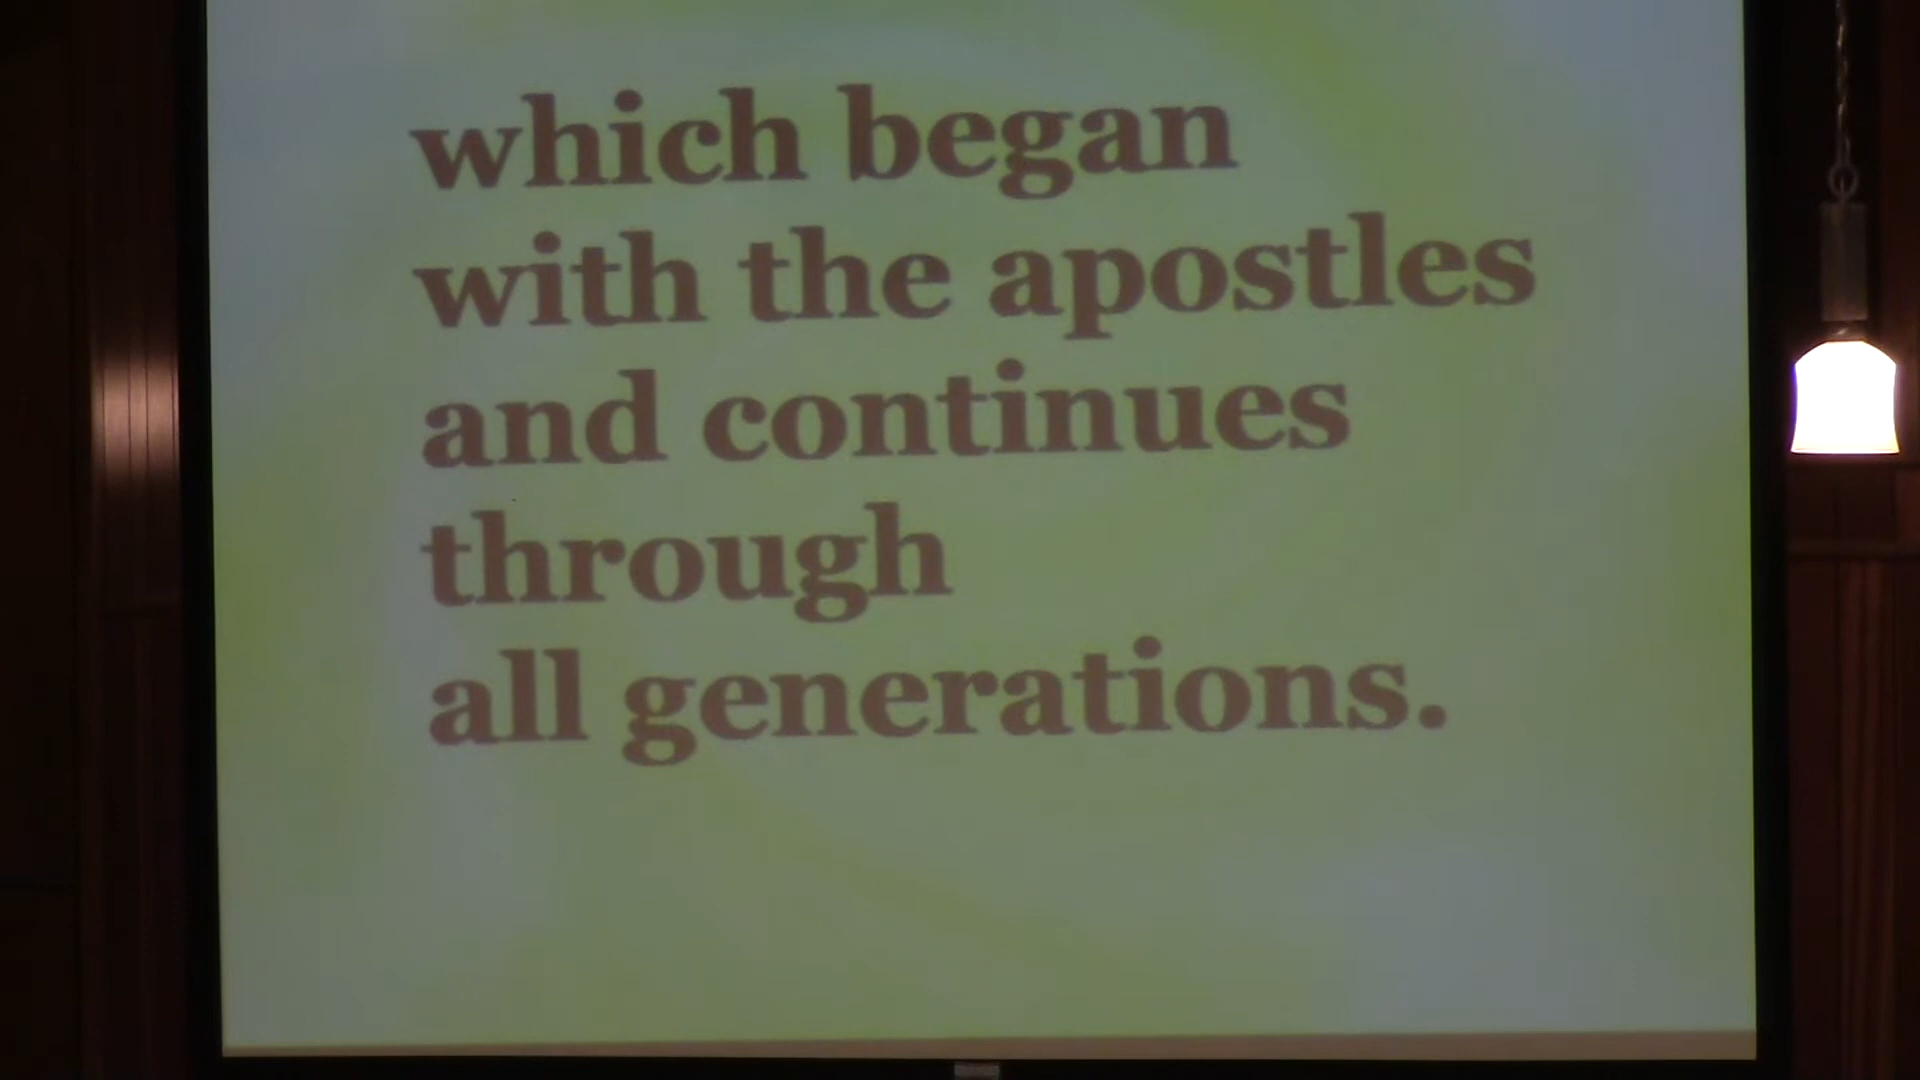 which began
with the apostles
and continues
through
all generations.